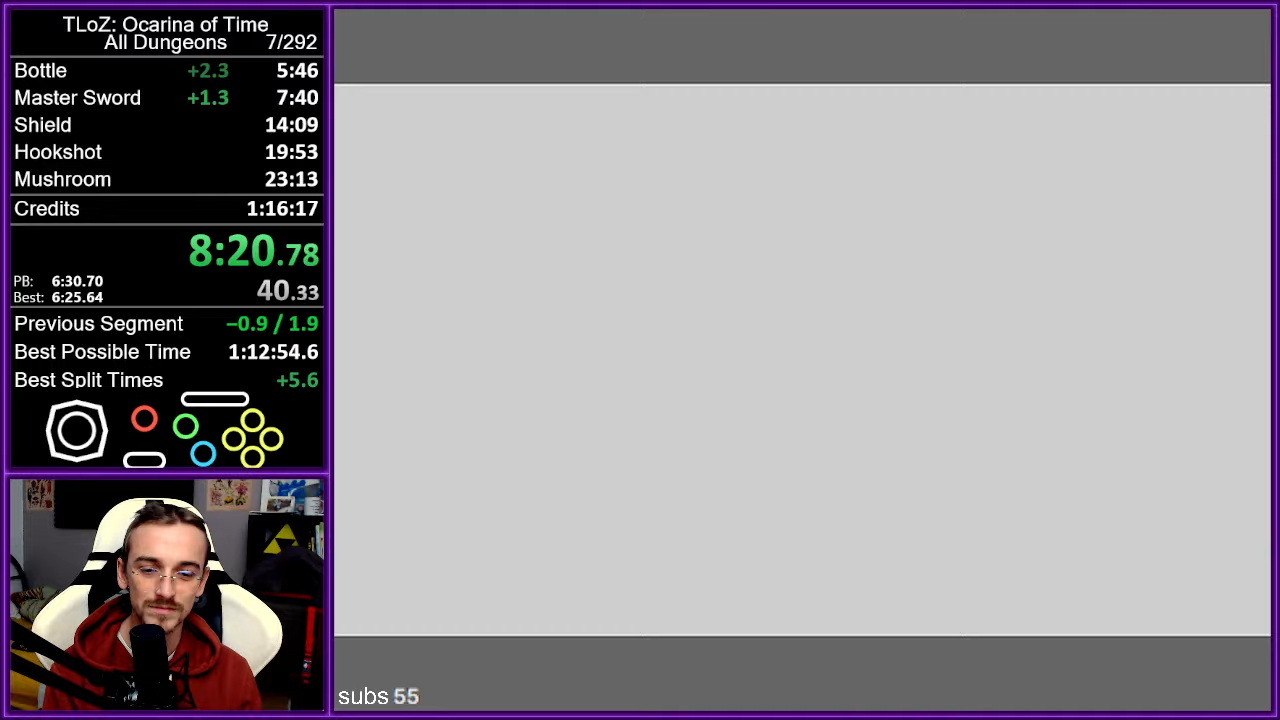 TLoZ: Ocarina of Time
All Dungeons 7/292
Bottle +2.3 5:46
Master Sword +1.3 7:40
Shield 14:09
Hookshot 19:53
Mushroom 23:13
Credits 1:16:17
8:20.78
PB: 6:30.70
Best: 6:25.64
40.33
Previous Segment −0.9 / 1.9
Best Possible Time 1:12:54.6
Best Split Times +5.6
subs 55